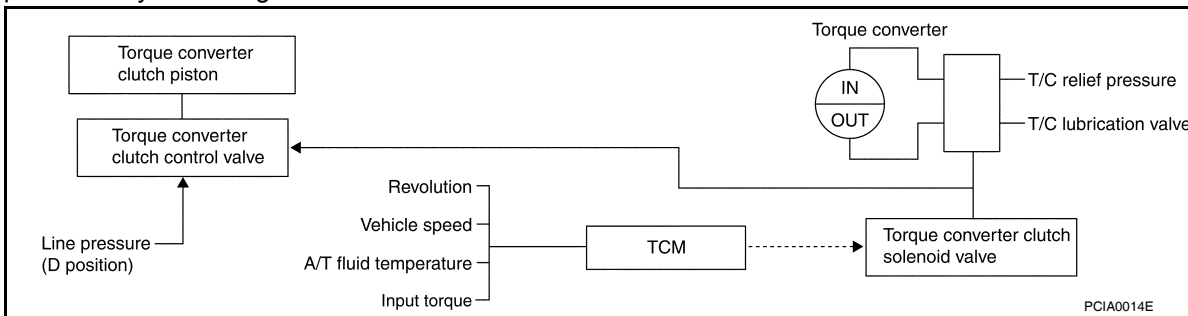 Torque converter
clutch piston
Torque converter
clutch control valve
Line pressure
(D position)
Revolution
Vehicle speed
A/T fluid temperature
Input torque
TCM
Torque converter
IN
OUT
T/C relief pressure
T/C lubrication valve
Torque converter clutch
solenoid valve
PCIA0014E